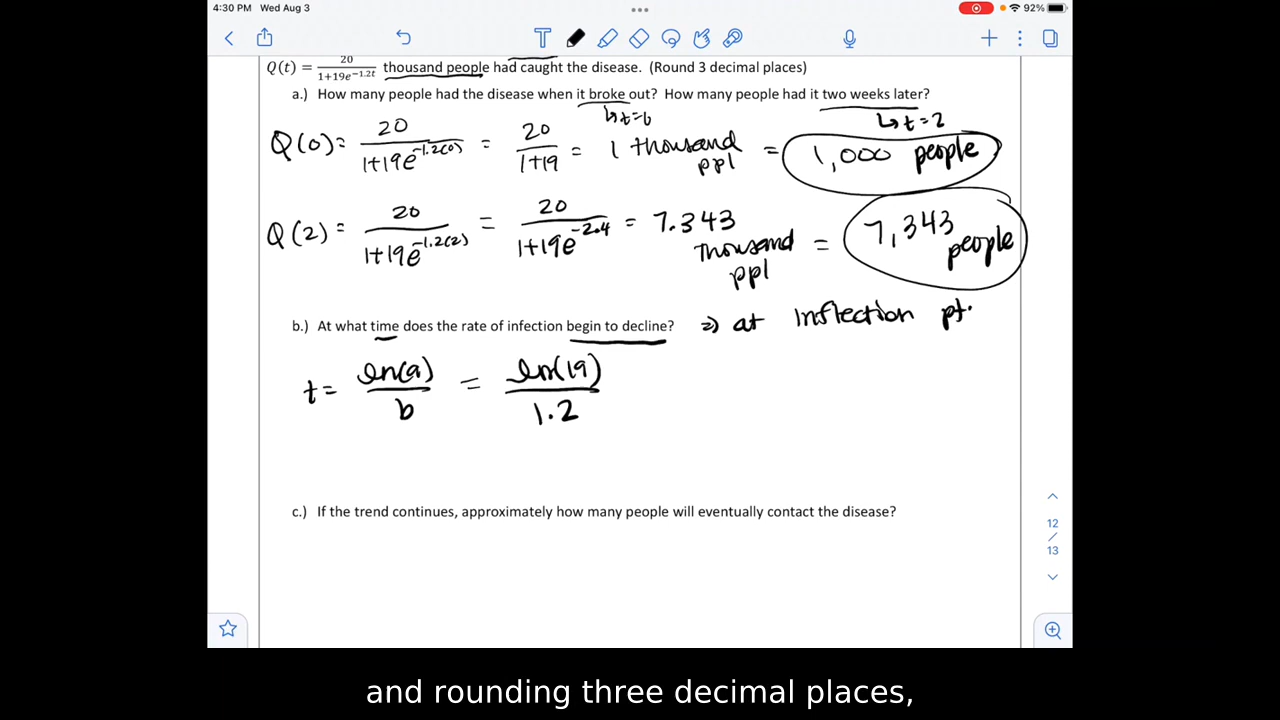 4:30 PM Wed Aug 3
92%
Q(t) = 20/(1+19e^{-1.2t}) thousand people had caught the disease. (Round 3 decimal places)
a.) How many people had the disease when it broke out? How many people had it two weeks later?
↳ t=0 ↳ t=2
Q(0)= 20/(1+19e^{-1.2(0)}) = 20/(1+19) = 1 thousand ppl = 1,000 people
Q(2)= 20/(1+19e^{-1.2(2)}) = 20/(1+19e^{-2.4}) = 7.343 thousand ppl = 7,343 people
b.) At what time does the rate of infection begin to decline? ⇒ at inflection pt.
t= ln(a)/b = ln(19)/1.2
c.) If the trend continues, approximately how many people will eventually contact the disease?
12
/
13
and rounding three decimal places,